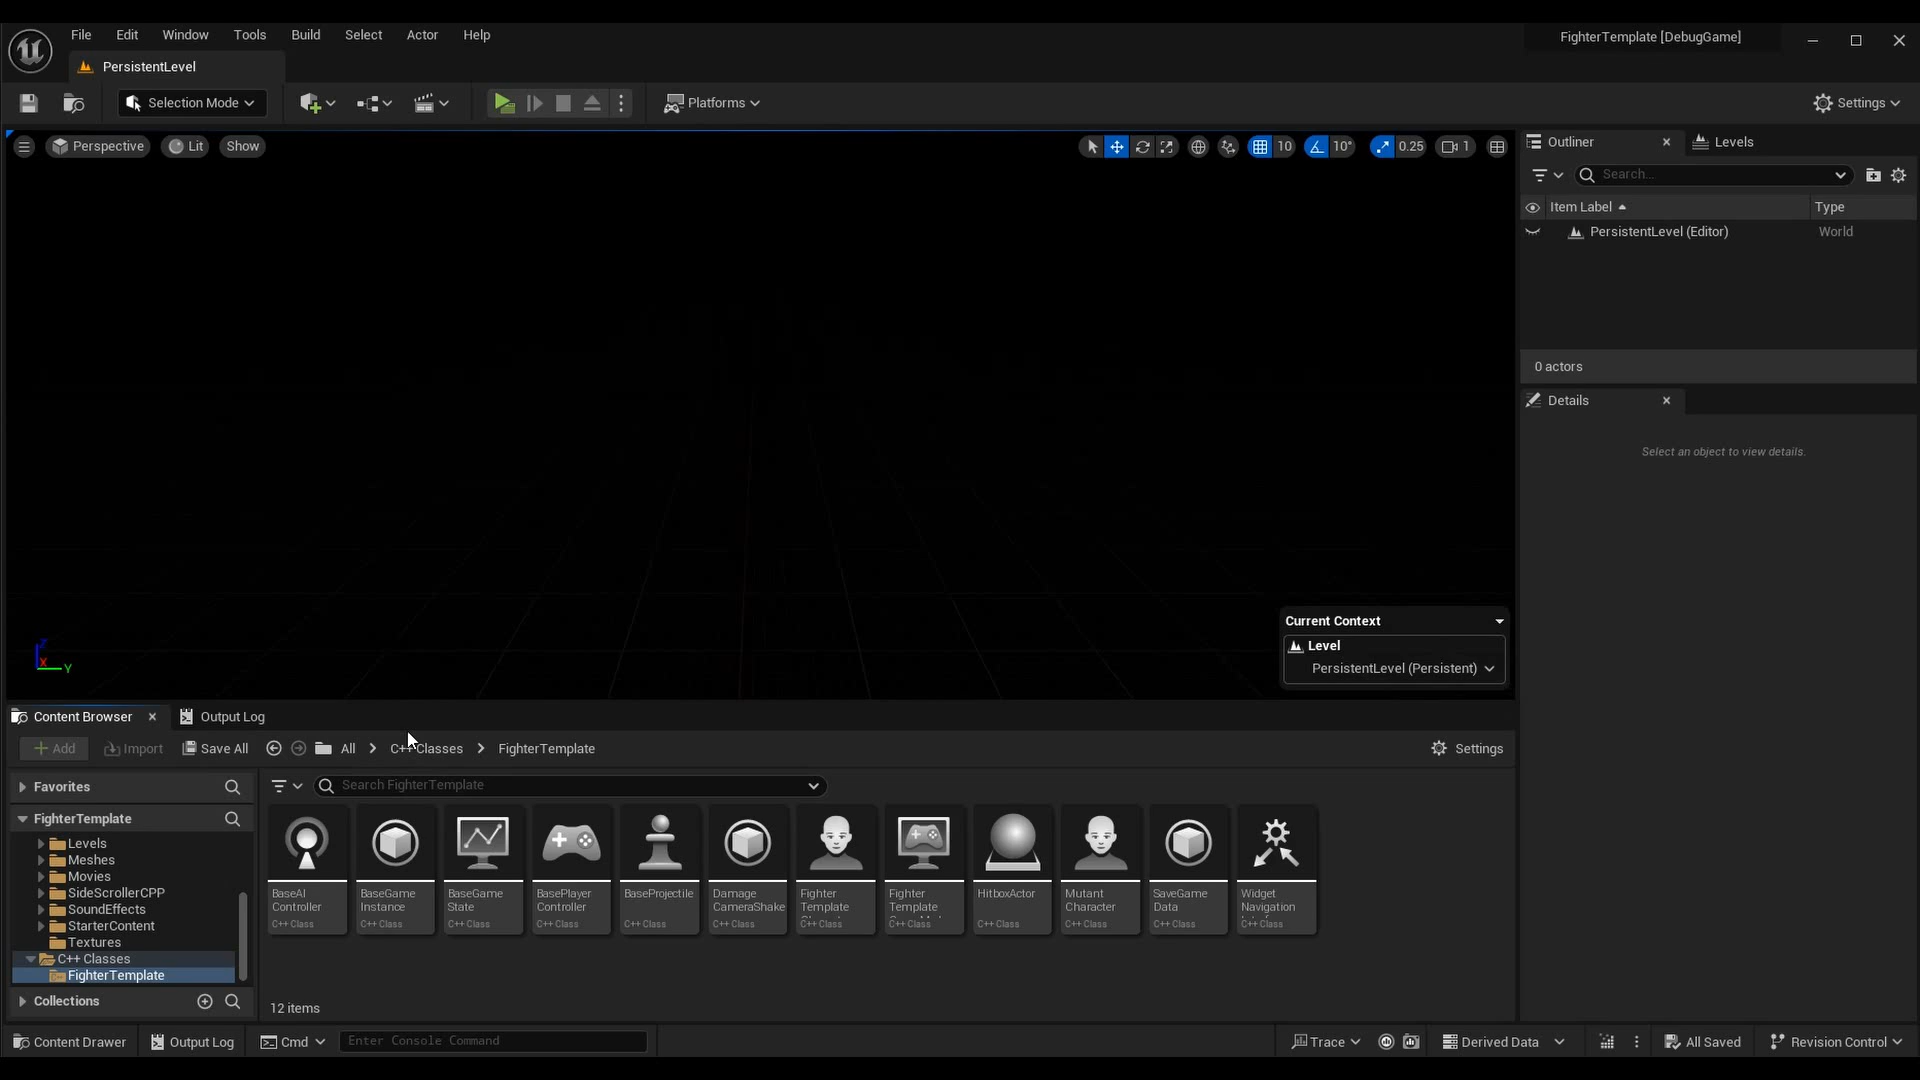 File Edit Window Tools Build Select Actor Help
FighterTemplate [DebugGame]
PersistentLevel
Selection Mode
Platforms
Settings
Perspective
Lit
Show
10
10°
0.25
1
Outliner
Levels
Search...
Item Label
Type
PersistentLevel (Editor)
World
0 actors
Details
Select an object to view details.
Z
X
Y
Current Context
Level
PersistentLevel (Persistent)
Content Browser
Output Log
Add
Import
Save All
All
C++ Classes
FighterTemplate
Settings
Favorites
FighterTemplate
Levels
Meshes
Movies
SideScrollerCPP
SoundEffects
StarterContent
Textures
C++ Classes
FighterTemplate
Collections
Search FighterTemplate
BaseAI
Controller
C++ Class
BaseGame
Instance
C++ Class
BaseGame
State
C++ Class
BasePlayer
Controller
C++ Class
BaseProjectile
C++ Class
Damage
CameraShake
C++ Class
Fighter
Template
C++ Class
Fighter
Template
C++ Class
HitboxActor
C++ Class
Mutant
Character
C++ Class
SaveGame
Data
C++ Class
Widget
Navigation
C++ Class
12 items
Content Drawer
Output Log
Cmd
Enter Console Command
Trace
Derived Data
All Saved
Revision Control